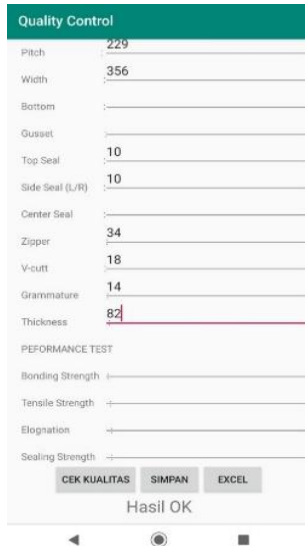 Quality Control
Pitch : 229
Width : 356
Bottom :
Gusset :
Top Seal 10
Side Seal (L/R) : 10
Center Seal :
Zipper : 34
V-cutt : 18
Grammature : 14
Thickness : 82
PEFORMANCE TEST
Bonding Strength :
Tensile Strength :
Elognation :
Sealing Strength :
CEK KUALITAS SIMPAN EXCEL
Hasil OK